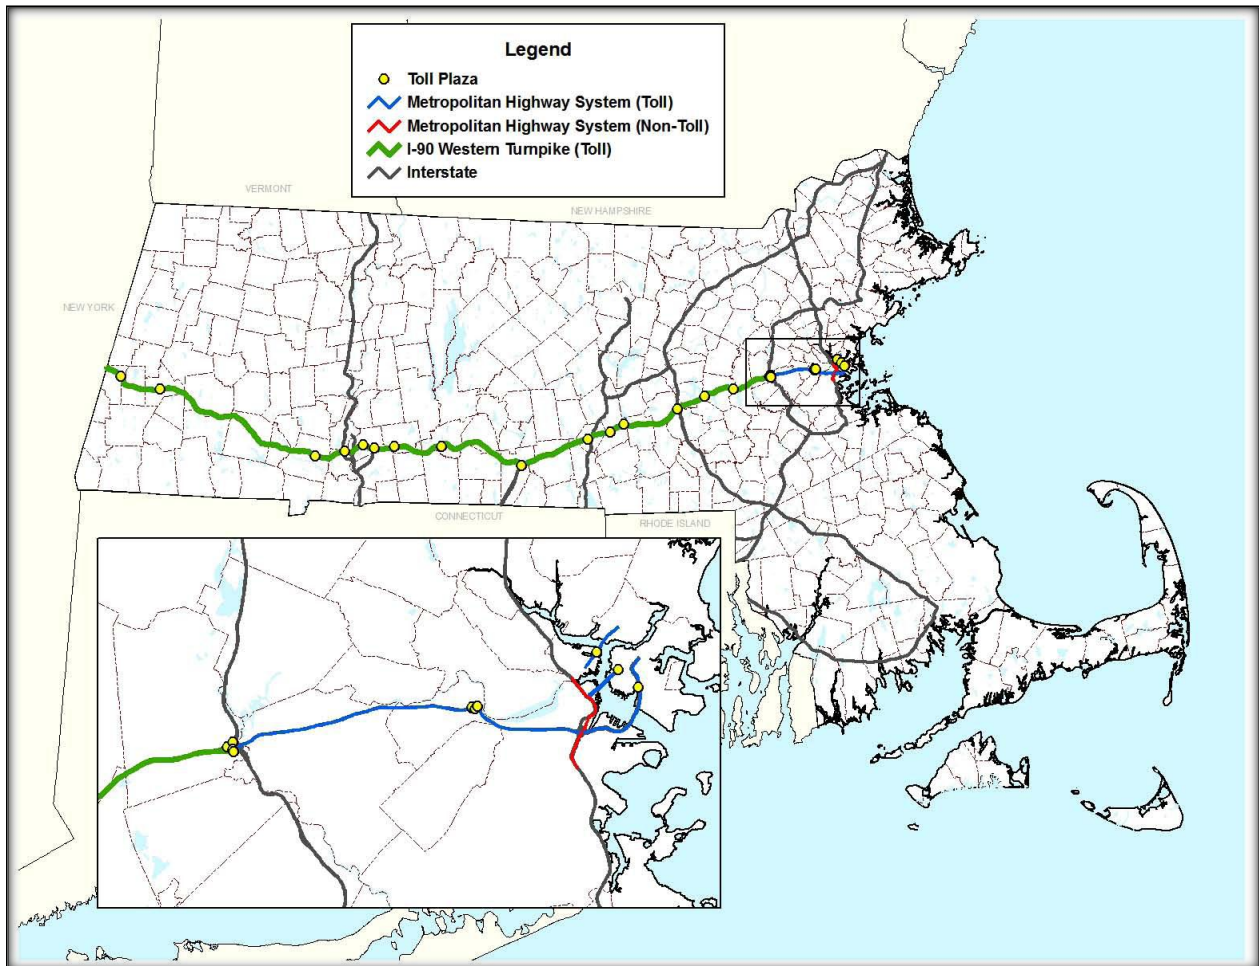 Legend
Toll Plaza
Metropolitan Highway System (Toll)
Metropolitan Highway System (Non-Toll)
I-90 Western Turnpike (Toll)
Interstate
VERMONT
NEW HAMPSHIRE
NEW YORK
CONNECTICUT
RHODE ISLAND